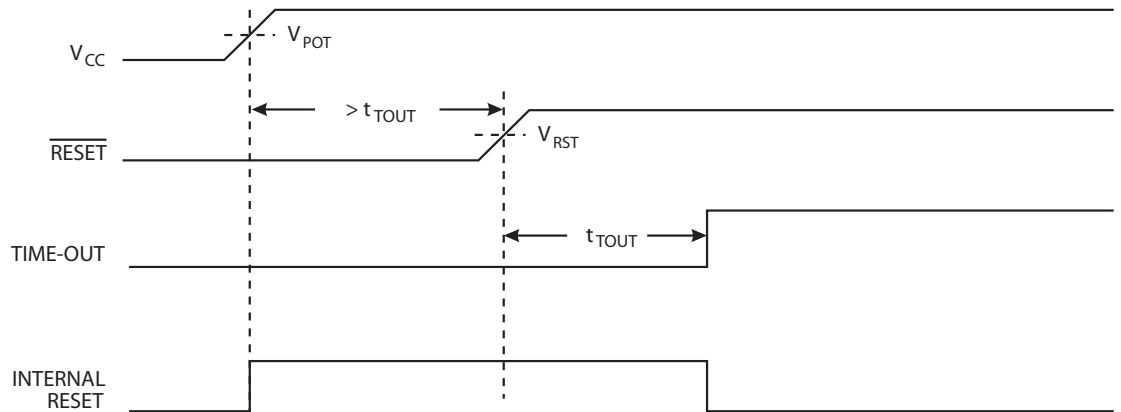 V_POT
V_CC
> t_TOUT
V_RST
RESET
t_TOUT
TIME-OUT
INTERNAL
RESET